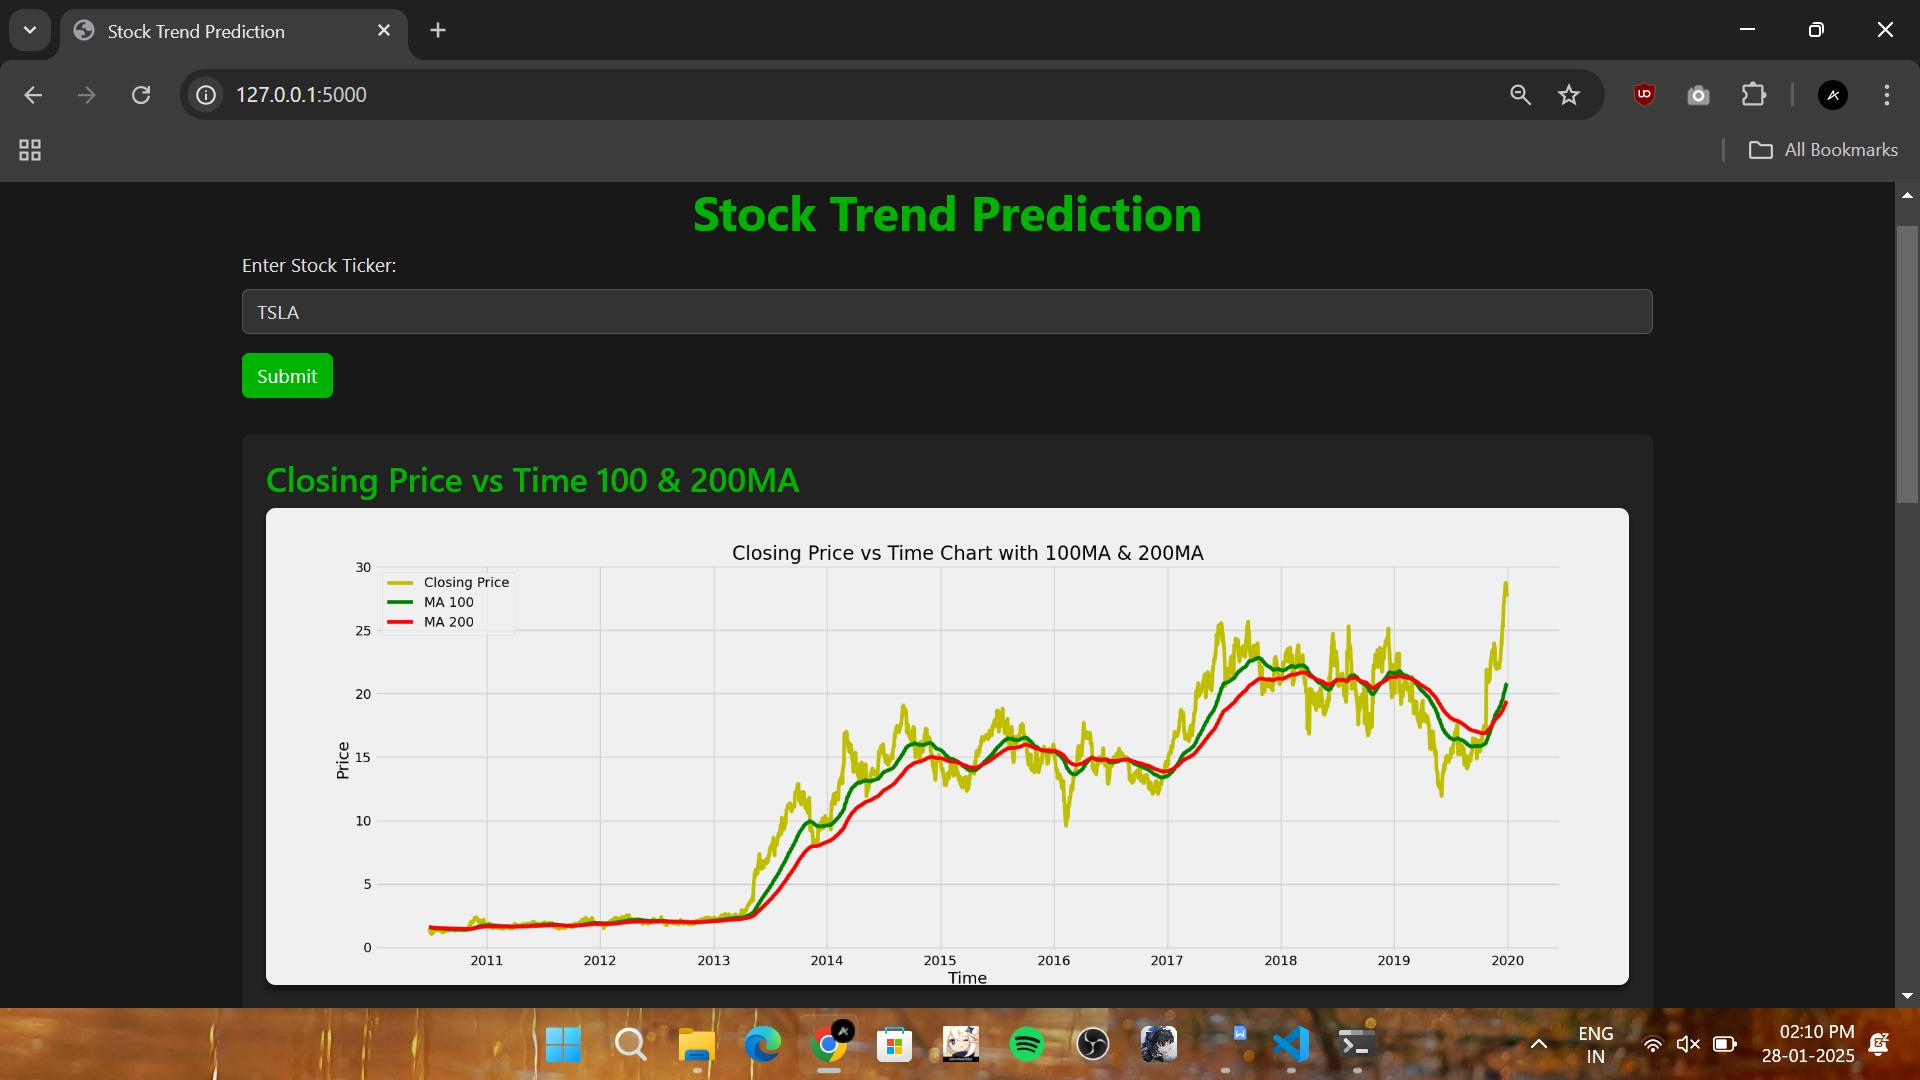 Stock Trend Prediction
127.0.0.1:5000
All Bookmarks
Stock Trend Prediction
Enter Stock Ticker:
TSLA
Submit
Closing Price vs Time 100 & 200MA
Closing Price vs Time Chart with 100MA & 200MA
Closing Price
MA 100
MA 200
30
25
20
15
10
5
0
Price
2011 2012 2013 2014 2015 2016 2017 2018 2019 2020
Time
ENG
IN
02:10 PM
28-01-2025